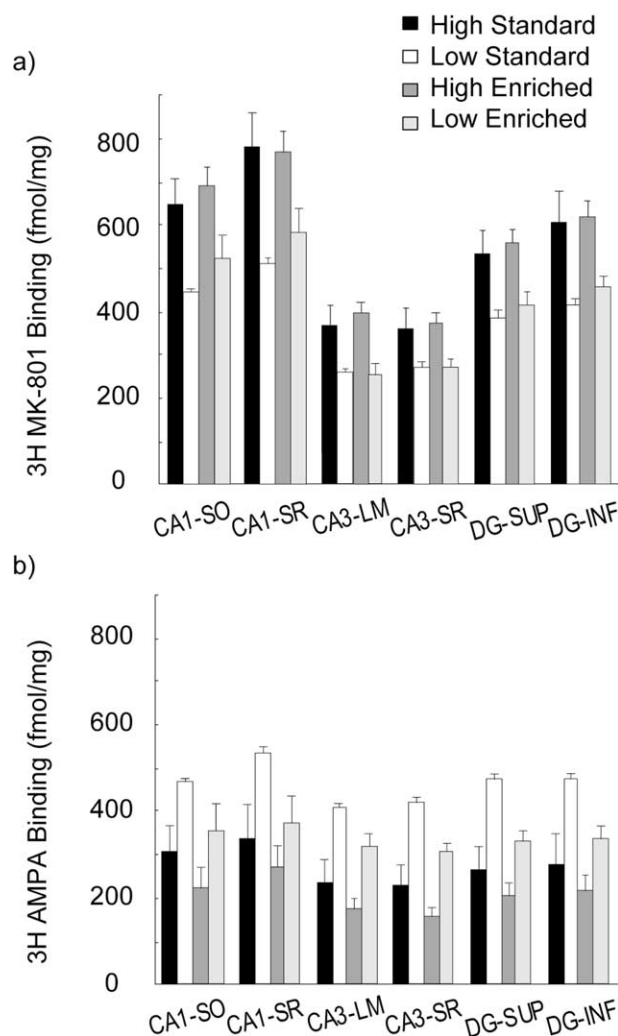 High Standard
Low Standard
High Enriched
Low Enriched
a)
3H MK-801 Binding (fmol/mg)
800
600
400
200
0
CA1-SO CA1-SR CA3-LM CA3-SR DG-SUP DG-INF
b)
3H AMPA Binding (fmol/mg)
800
600
400
200
0
CA1-SO CA1-SR CA3-LM CA3-SR DG-SUP DG-INF